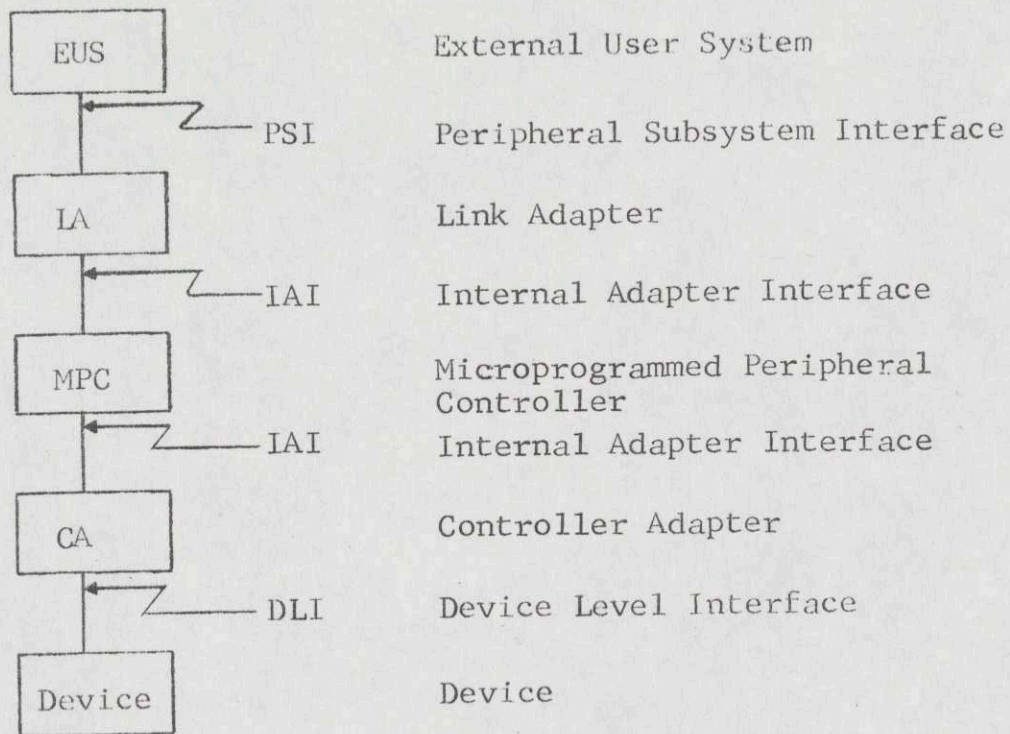 EUS External User System
PSI Peripheral Subsystem Interface
LA Link Adapter
IAI Internal Adapter Interface
MPC Microprogrammed Peripheral
Controller
IAI Internal Adapter Interface
CA Controller Adapter
DLI Device Level Interface
Device Device